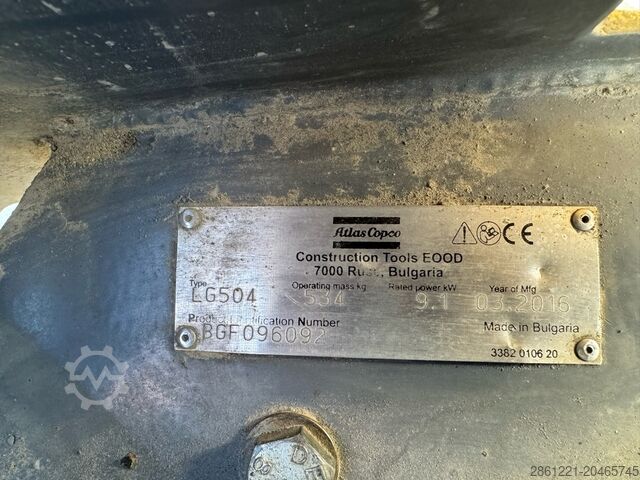 Atlas Copco
Construction Tools EOOD
7000 Ruse, Bulgaria
CE
Type Operating mass kg Rated power kW Year of Mfg
LG504 534 9.1 03.2016
Product Identification Number
BGF096092
Made in Bulgaria
3382 0106 20
2861221-20465745